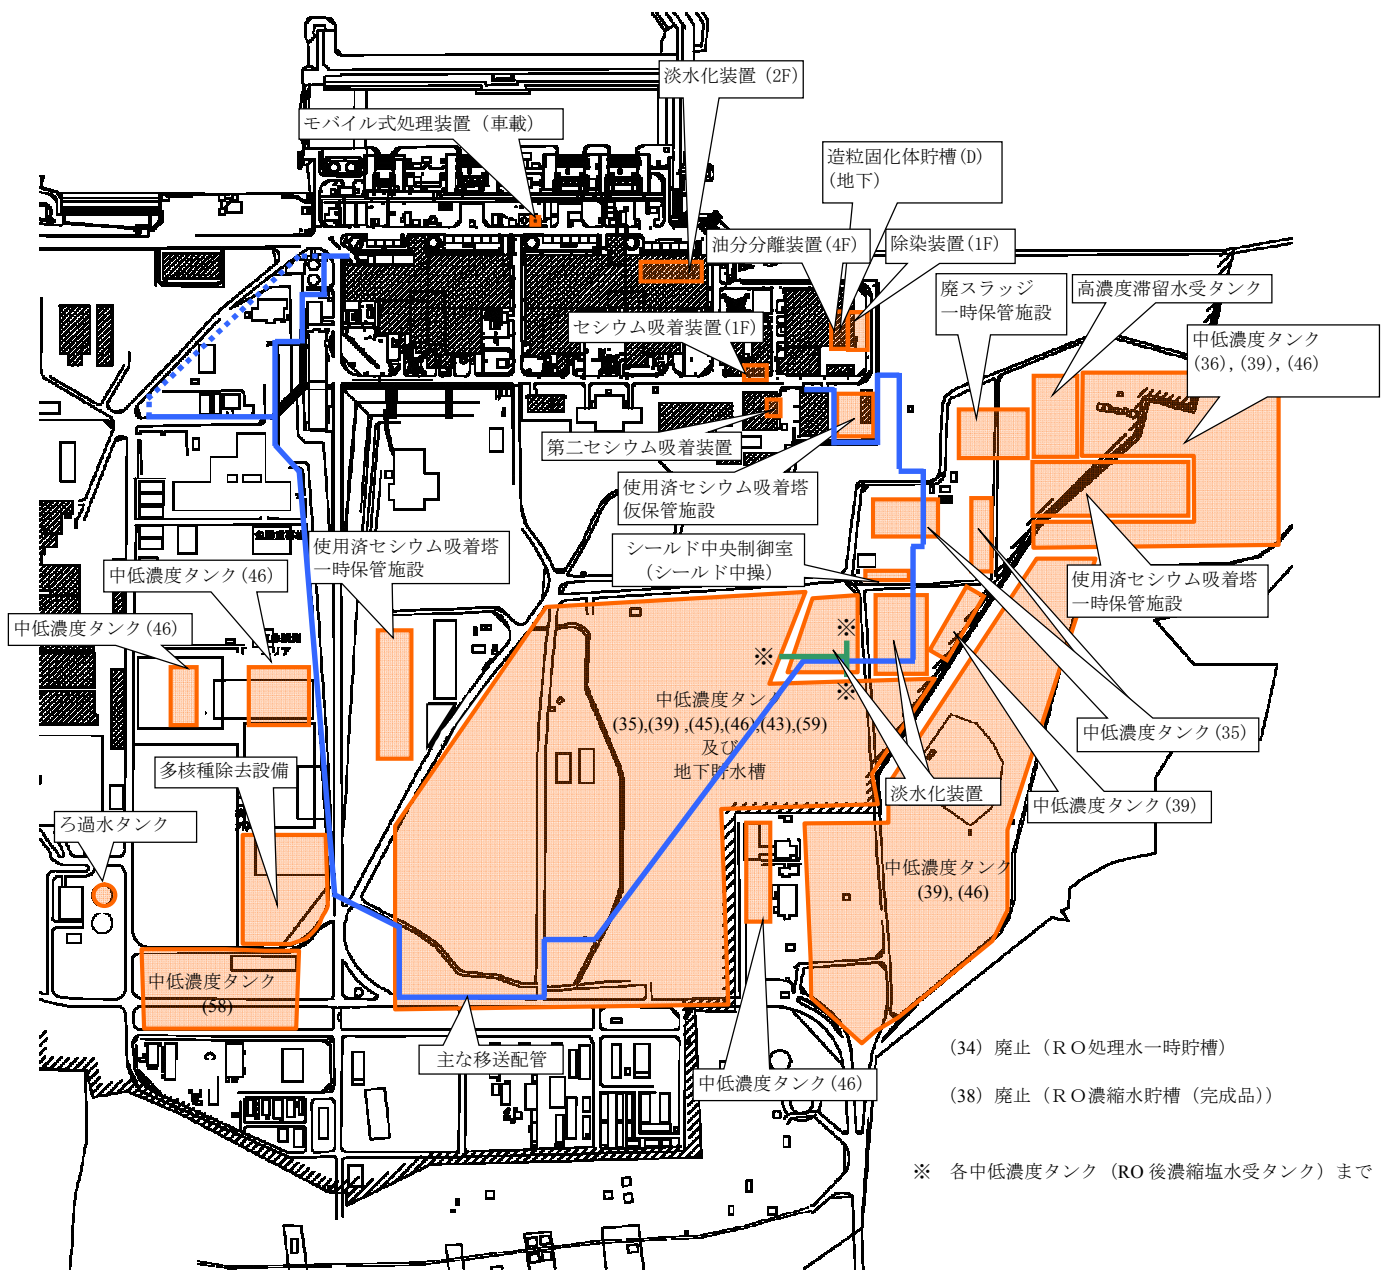 淡水化装置 (2F)
モバイル式処理装置（車載）
造粒固化体貯槽(D)
(地下)
油分分離装置(4F)
除染装置(1F)
廃スラッジ
一時保管施設
高濃度滞留水受タンク
セシウム吸着装置(1F)
中低濃度タンク
(36), (39), (46)
第二セシウム吸着装置
使用済セシウム吸着塔
仮保管施設
使用済セシウム吸着塔
一時保管施設
シールド中央制御室
(シールド中操)
中低濃度タンク(46)
使用済セシウム吸着塔
一時保管施設
中低濃度タンク(46)
※
※
※
中低濃度タンク
(35),(39) ,(45),(46),(43),(59)
及び
地下貯水槽
中低濃度タンク(35)
多核種除去設備
淡水化装置
中低濃度タンク(39)
ろ過水タンク
中低濃度タンク
(39), (46)
中低濃度タンク
(58)
主な移送配管
中低濃度タンク(46)
(34) 廃止（ＲＯ処理水一時貯槽）
(38) 廃止（ＲＯ濃縮水貯槽（完成品））
※ 各中低濃度タンク（RO 後濃縮塩水受タンク）まで